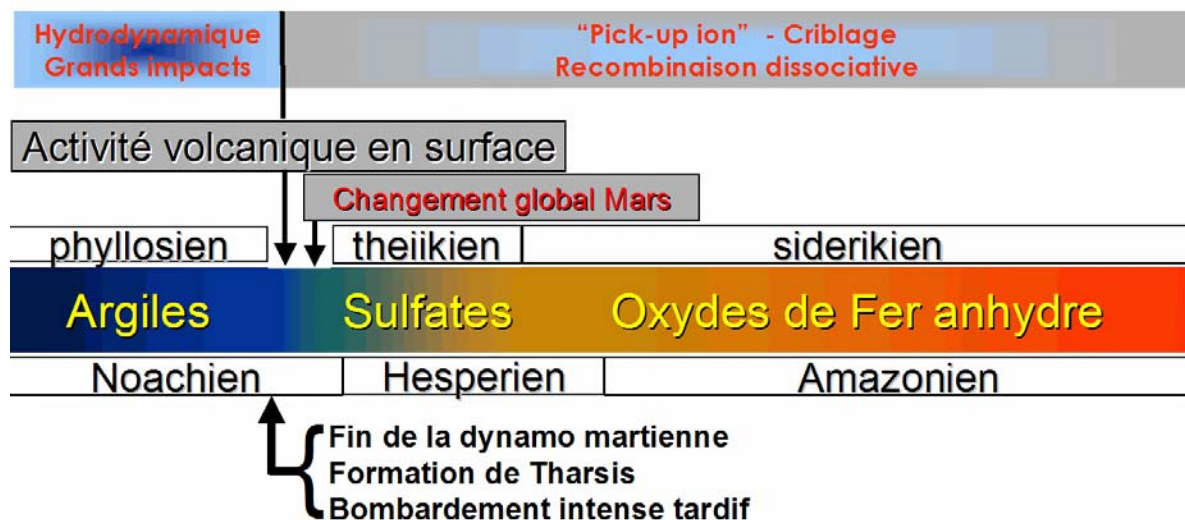 Hydrodynamique
Grands impacts
“Pick-up ion” - Criblage
Recombinaison dissociative
Activité volcanique en surface
Changement global Mars
phyllosien
theiikien
siderikien
Argiles
Sulfates
Oxydes de Fer anhydre
Noachien
Hesperien
Amazonien
Fin de la dynamo martienne
Formation de Tharsis
Bombardement intense tardif